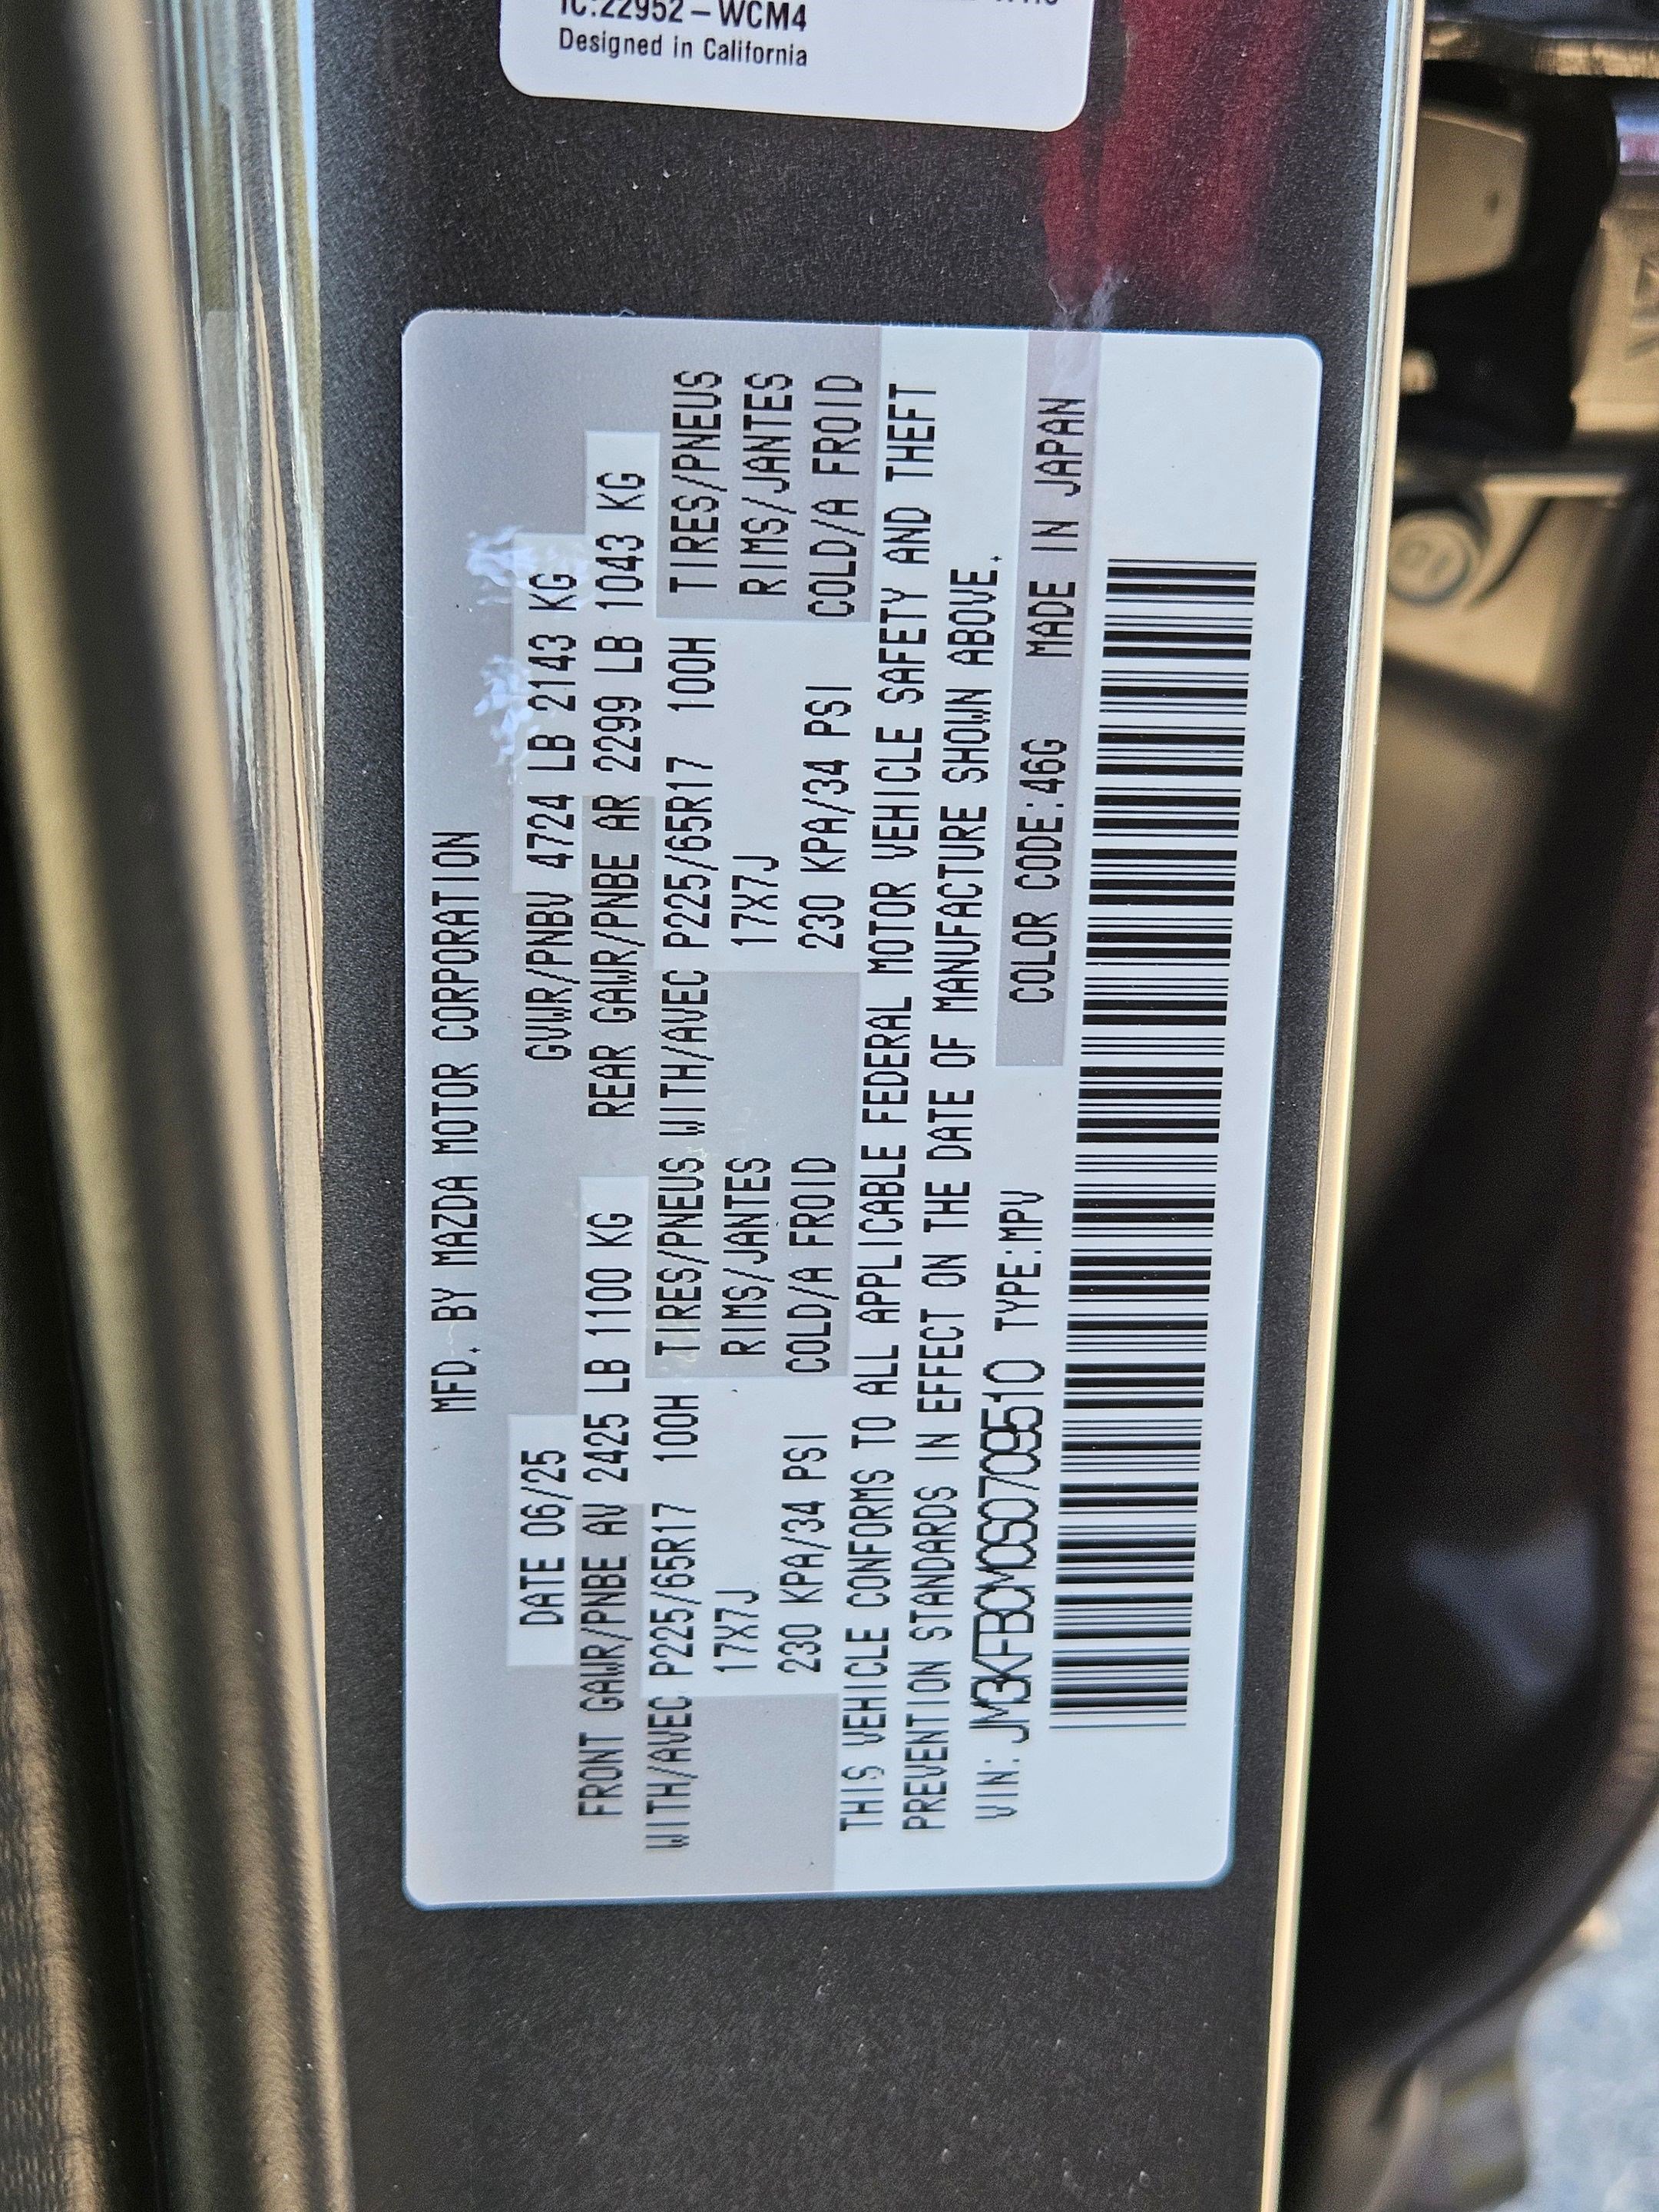 IC:22952-WCM4
Designed in California
MFD. BY MAZDA MOTOR CORPORATION
DATE 06/25 GVWR/PNBV 4724 LB 2143 KG
FRONT GAWR/PNBE AV 2425 LB 1100 KG REAR GAWR/PNBE AR 2299 LB 1043 KG
WITH/AVEC P225/65R17 100H TIRES/PNEUS WITH/AVEC P225/65R17 100H TIRES/PNEUS
17X7J RIMS/JANTES 17X7J RIMS/JANTES
230 KPA/34 PSI COLD/A FROID 230 KPA/34 PSI COLD/A FROID
THIS VEHICLE CONFORMS TO ALL APPLICABLE FEDERAL MOTOR VEHICLE SAFETY AND THEFT
PREVENTION STANDARDS IN EFFECT ON THE DATE OF MANUFACTURE SHOWN ABOVE.
VIN: JM3KFBCM0S0709510 TYPE:MPV COLOR CODE:46G MADE IN JAPAN